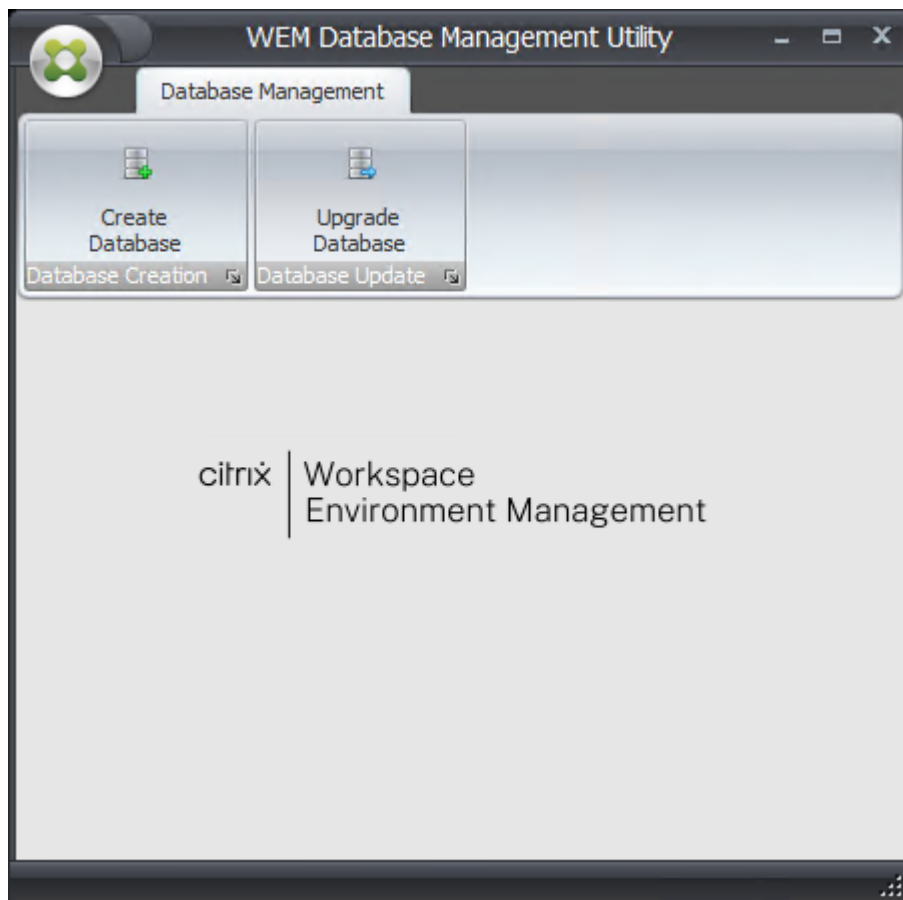 WEM Database Management Utility
Database Management
Create
Database
Upgrade
Database
Database Creation
Database Update
citrix
Workspace
Environment Management